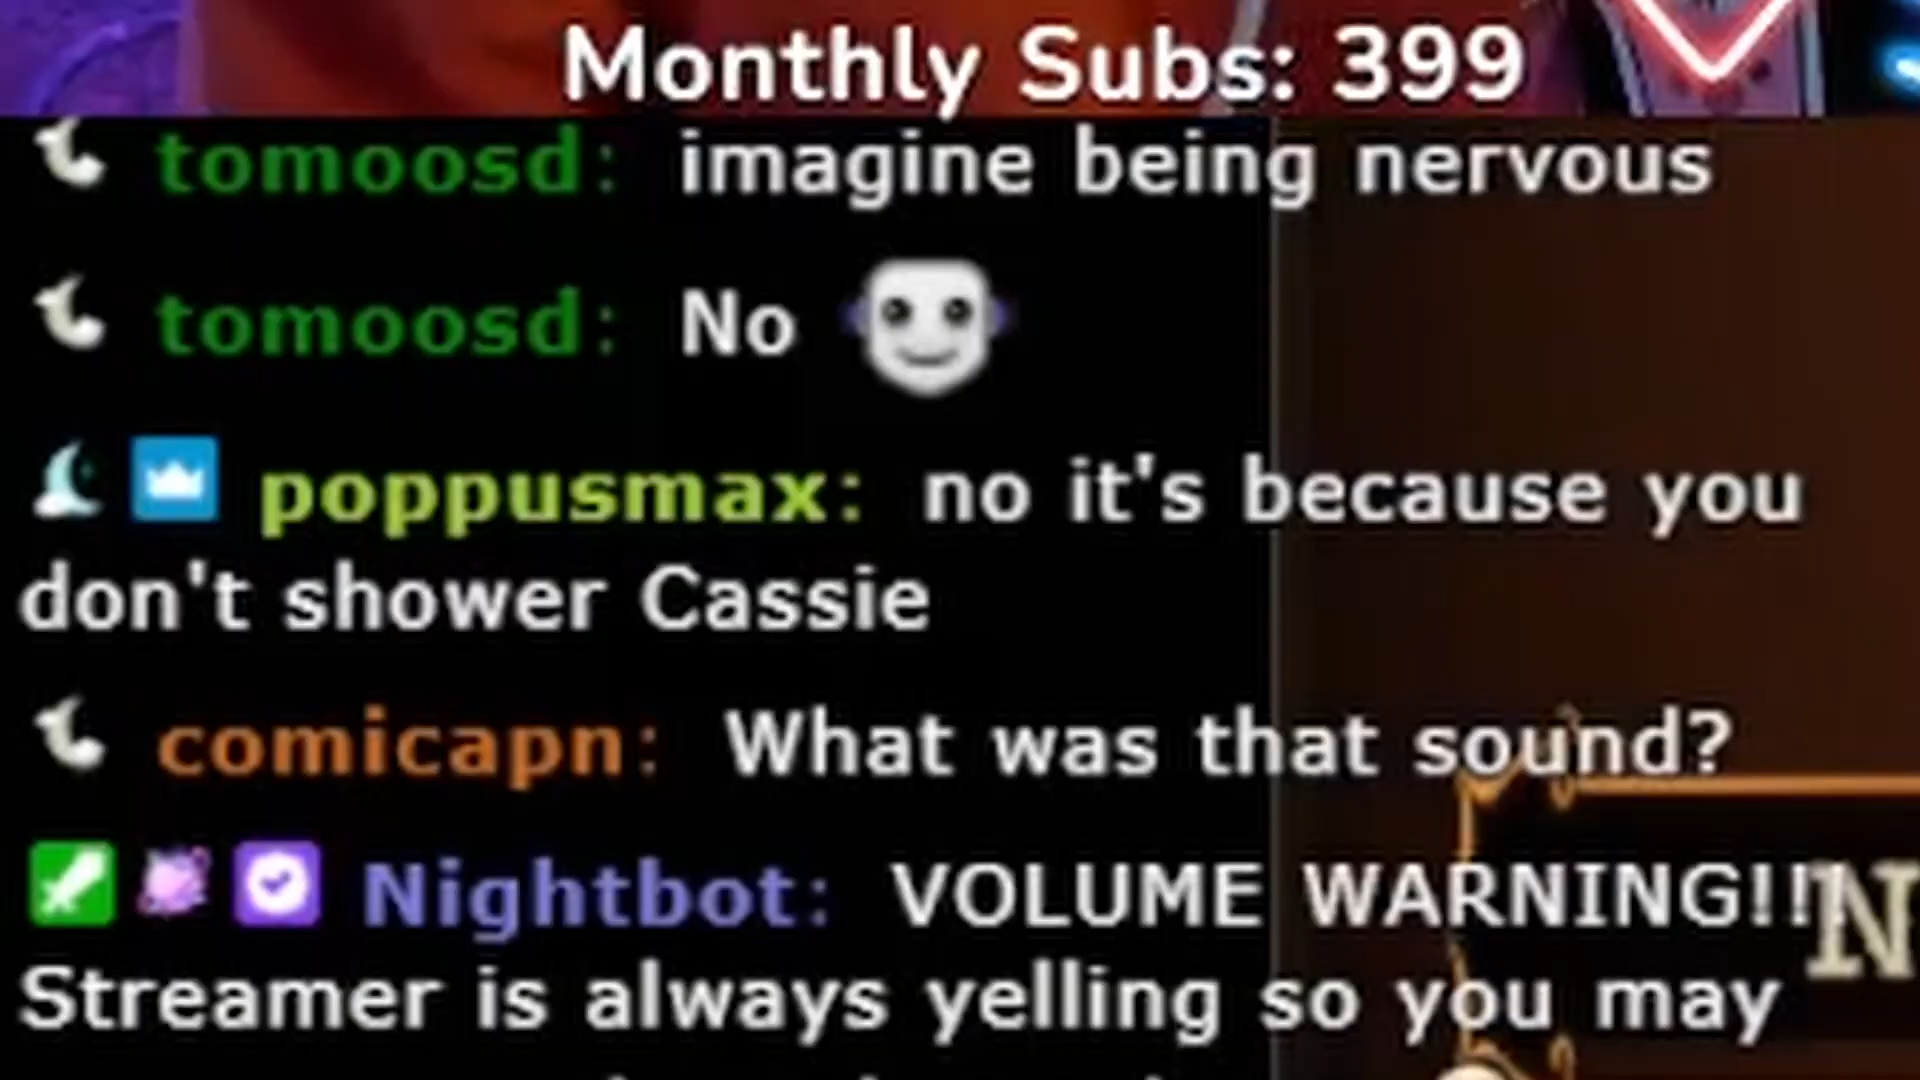 Monthly Subs: 399
tomoosd: imagine being nervous
tomoosd: No
poppusmax: no it's because you
don't shower Cassie
comicapn: What was that sound?
Nightbot: VOLUME WARNING!!!
N
Streamer is always yelling so you may